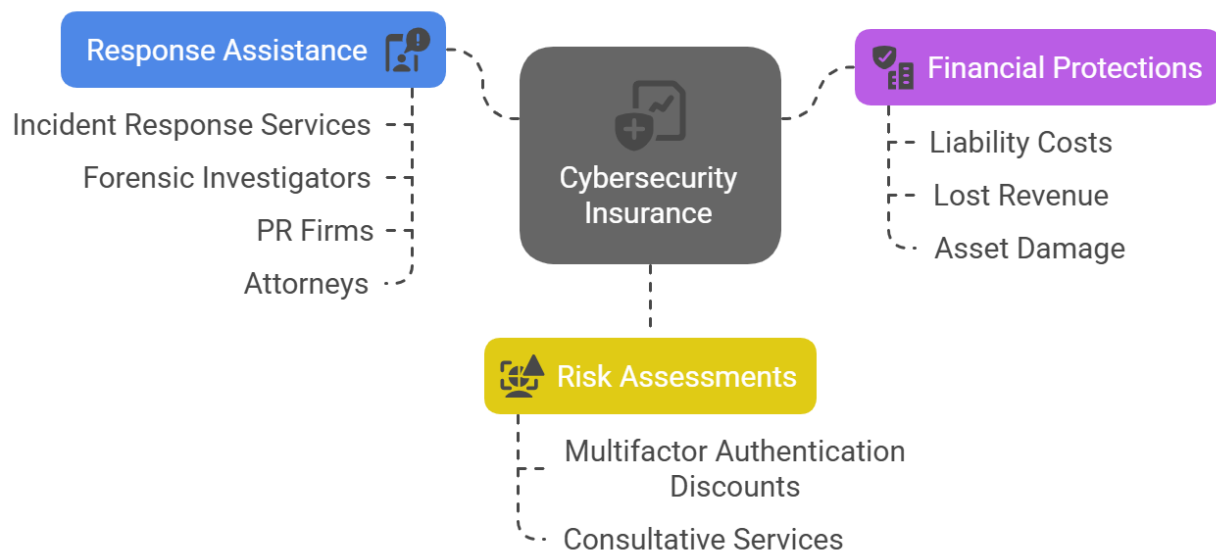 Response Assistance
Incident Response Services
Forensic Investigators
PR Firms
Attorneys
Cybersecurity
Insurance
Financial Protections
Liability Costs
Lost Revenue
Asset Damage
Risk Assessments
Multifactor Authentication
Discounts
Consultative Services